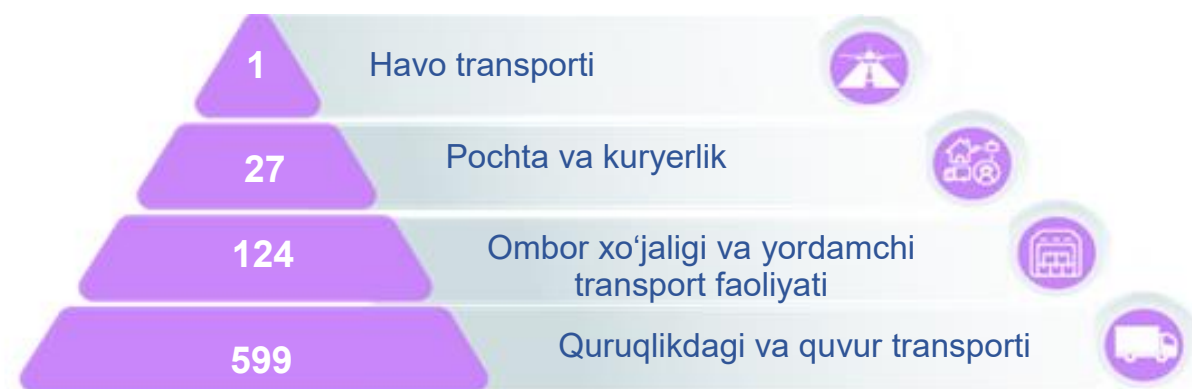 1 Havo transporti
27 Pochta va kuryerlik
124 Ombor xo‘jaligi va yordamchi
transport faoliyati
599 Quruqlikdagi va quvur transporti